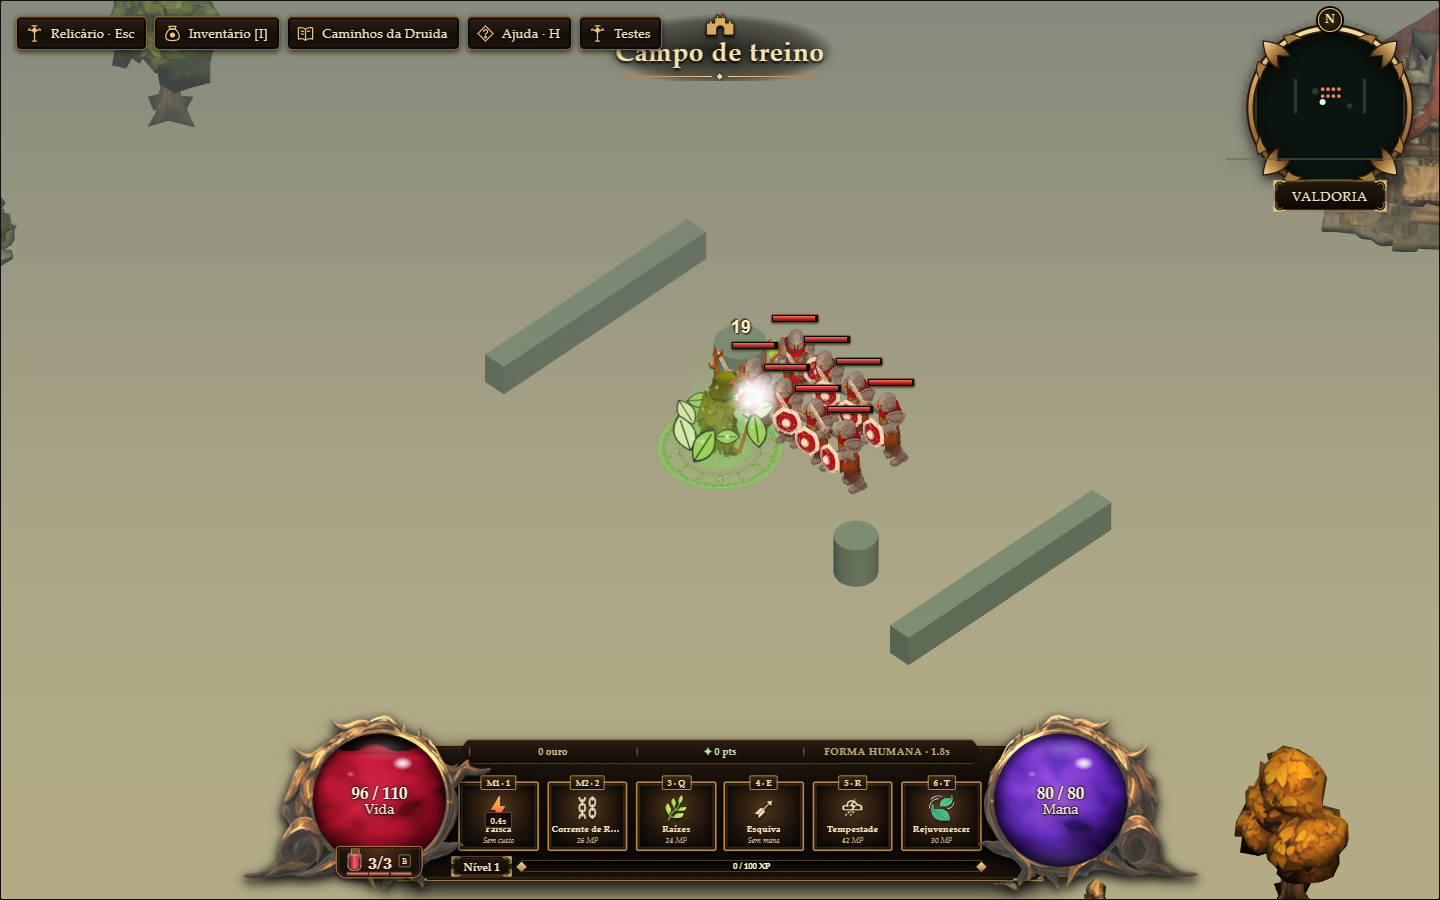 Relicário · Esc
Inventário [I]
Caminhos da Druida
Ajuda · H
Testes
Campo de treino
N
VALDORIA
19
0 ouro
0 pts
FORMA HUMANA · 1.8s
96 / 110
Vida
3/3
B
M1 · 1
0.4s
Faísca
Sem custo
M2 · 2
Corrente de R...
26 MP
3 · Q
Raízes
24 MP
4 · E
Esquiva
Sem mana
5 · R
Tempestade
42 MP
6 · T
Rejuvenescer
30 MP
80 / 80
Mana
Nível 1
0 / 100 XP